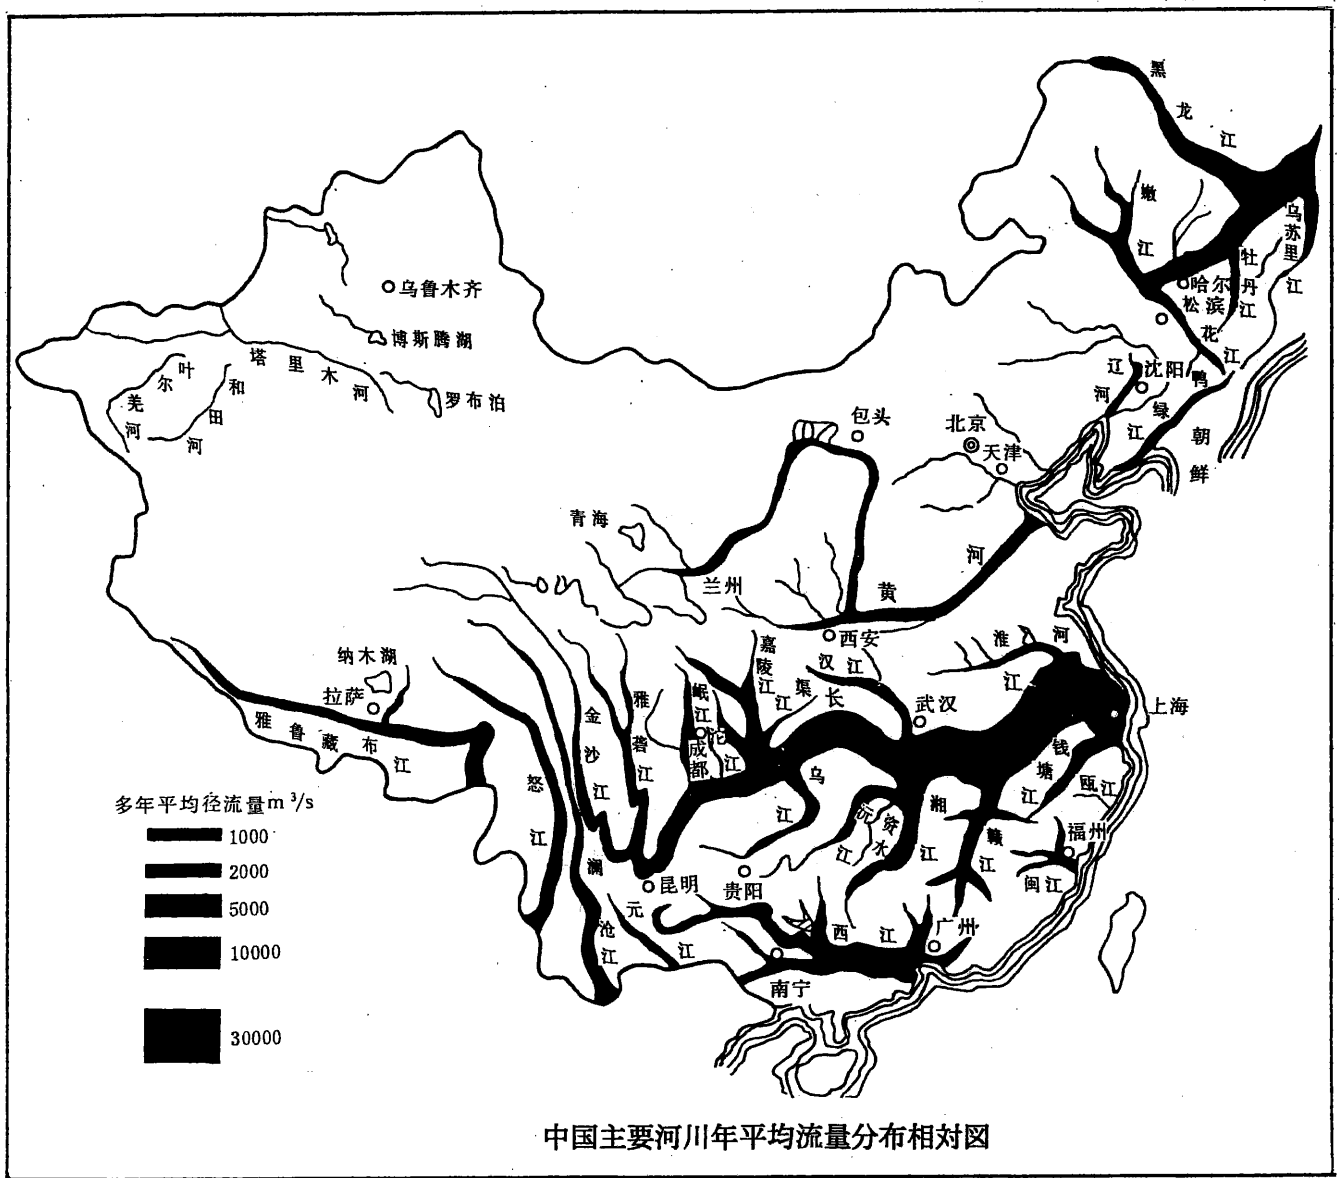 黑龙江
嫩江
乌苏里江
牡丹江
哈尔滨
松花江
乌鲁木齐
博斯腾湖
塔里木河
罗布泊
叶尔羌河
和田河
辽河
沈阳
鸭绿江
朝鲜
包头
北京
天津
青海
兰州
黄河
西安
淮河
纳木湖
拉萨
雅鲁藏布江
怒江
澜沧江
金沙江
雅砻江
岷江
成都
沱江
嘉陵江
渠江
汉江
长江
武汉
上海
钱塘江
瓯江
乌江
沅江
资水
湘江
赣江
福州
闽江
昆明
贵阳
元江
西江
广州
南宁
多年平均径流量m³/s
1000
2000
5000
10000
30000
中国主要河川年平均流量分布相对図